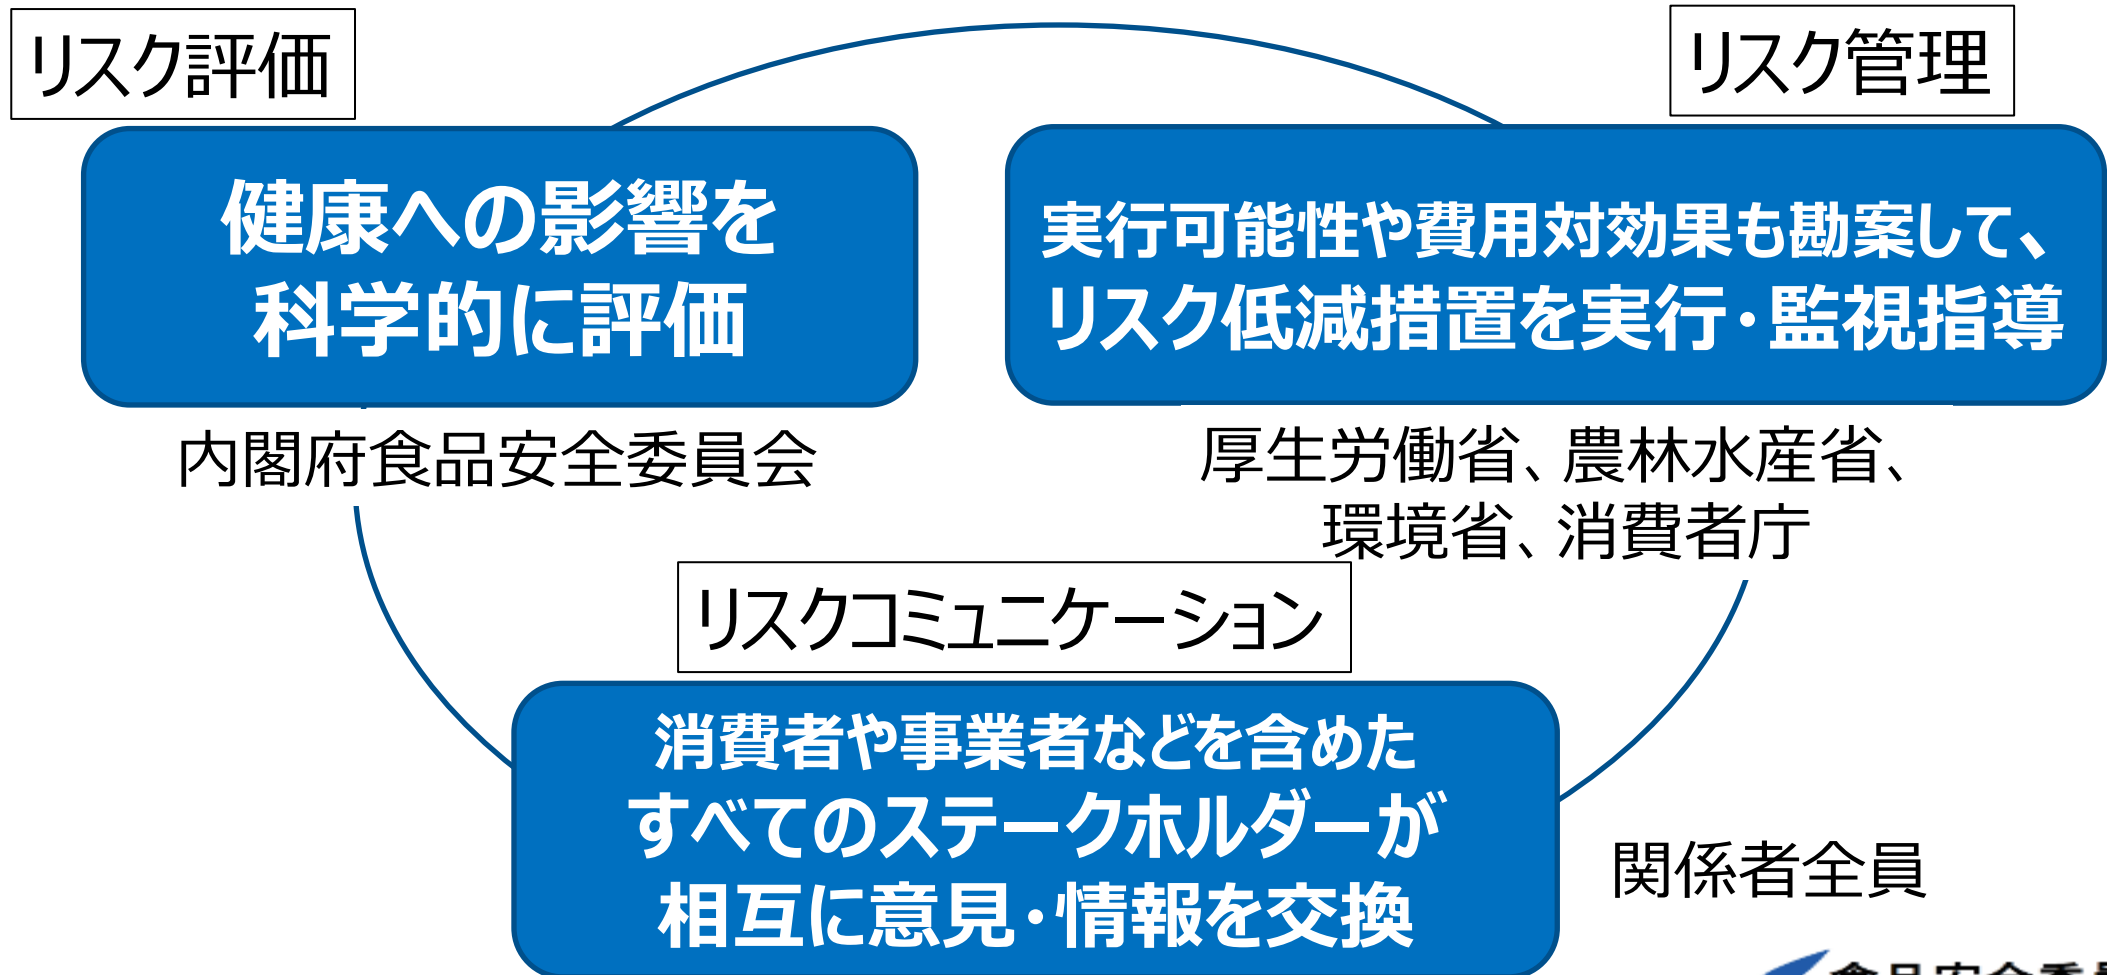 リスク評価
健康への影響を
科学的に評価
内閣府食品安全委員会
リスク管理
実行可能性や費用対効果も勘案して、
リスク低減措置を実行・監視指導
厚生労働省、農林水産省、
環境省、消費者庁
リスクコミュニケーション
消費者や事業者などを含めた
すべてのステークホルダーが
相互に意見・情報を交換
関係者全員